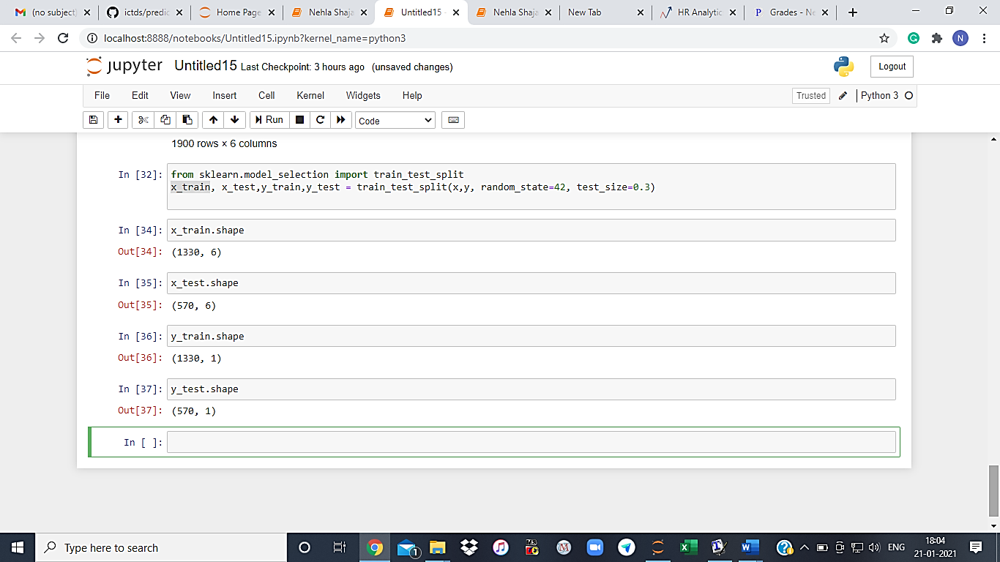 (no subject)
ictds/predic
Home Page
Nehla Shaja
Untitled15 -
Nehla Shaja
New Tab
HR Analytic
P Grades - Ne
localhost:8888/notebooks/Untitled15.ipynb?kernel_name=python3
N
jupyter Untitled15 Last Checkpoint: 3 hours ago (unsaved changes)
Logout
File Edit View Insert Cell Kernel Widgets Help
Trusted
Python 3
Run
Code
1900 rows × 6 columns
In [32]: from sklearn.model_selection import train_test_split
x_train, x_test,y_train,y_test = train_test_split(x,y, random_state=42, test_size=0.3)
In [34]: x_train.shape
Out[34]: (1330, 6)
In [35]: x_test.shape
Out[35]: (570, 6)
In [36]: y_train.shape
Out[36]: (1330, 1)
In [37]: y_test.shape
Out[37]: (570, 1)
In [ ]:
Type here to search
1
ENG
18:04
21-01-2021